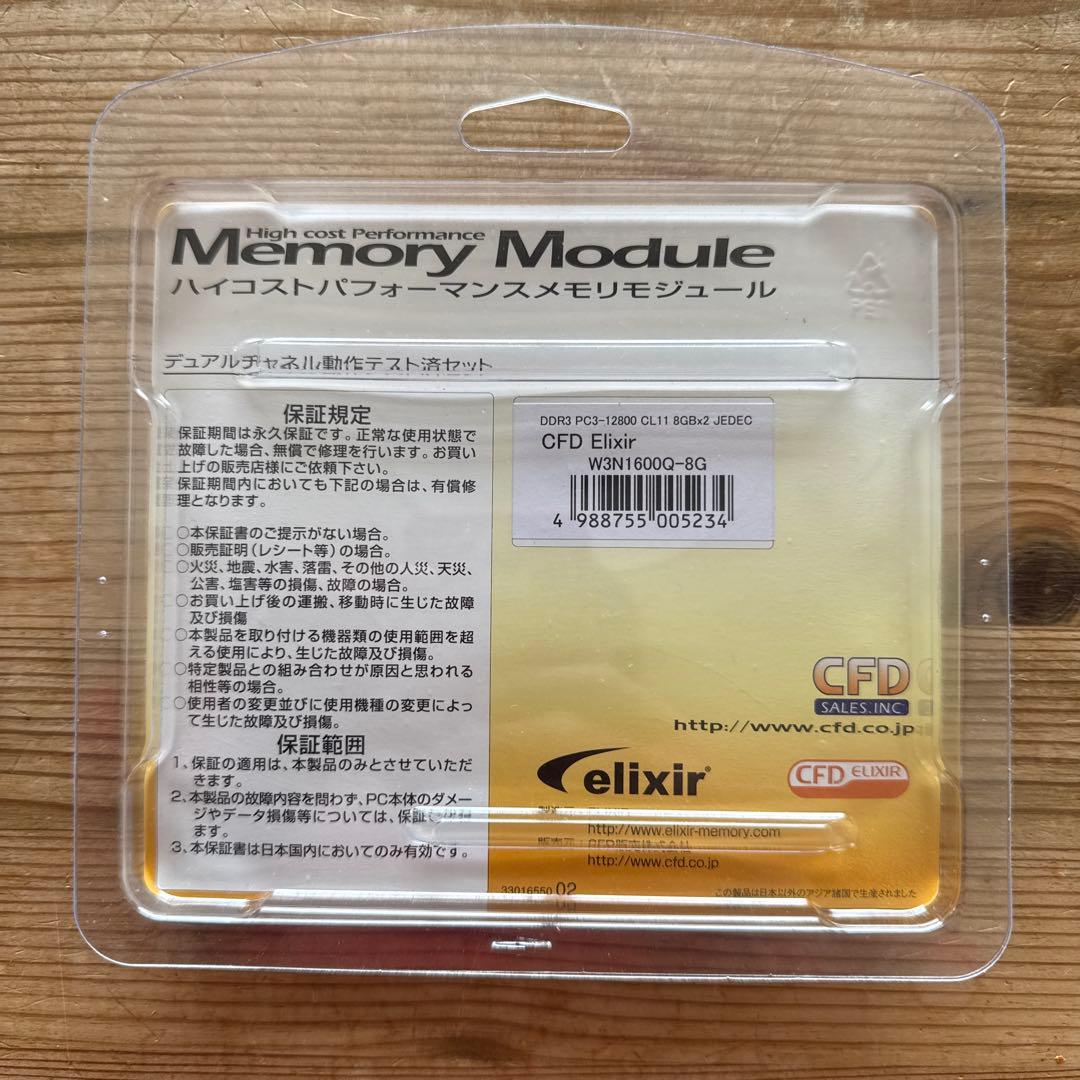 High cost Performance
Memory Module
ハイコストパフォーマンスメモリモジュール
デュアルチャネル動作テスト済セット
保証規定
保証期間は永久保証です。正常な使用状態で
故障した場合、無償で修理を行います。お買い
上げの販売店様にご依頼下さい。
保証期間内においても下記の場合は、有償修
理となります。
○本保証書のご提示がない場合。
○販売証明(レシート等)の場合。
○火災、地震、水害、落雷、その他の人災、天災、
公害、塩害等の損傷、故障の場合。
○お買い上げ後の運搬、移動時に生じた故障
及び損傷
○本製品を取り付ける機器類の使用範囲を超
える使用により、生じた故障及び損傷。
○特定製品との組み合わせが原因と思われる
相性等の場合。
○使用者の変更並びに使用機種の変更によっ
て生じた故障及び損傷。
保証範囲
1、保証の適用は、本製品のみとさせていただ
きます。
2、本製品の故障内容を問わず、PC本体のダメー
ジやデータ損傷等については、保証しかねね
ます。
3、本保証書は日本国内においてのみ有効です。
DDR3 PC3-12800 CL11 8GBx2 JEDEC
CFD Elixir
W3N1600Q-8G
4 988755 005234
CFD
SALES.INC
http://www.cfd.co.jp
elixir®
CFD ELIXIR
製造元:ELIXIR
http://www.elixir-memory.com
販売元:CFD販売株式会社
http://www.cfd.co.jp
33016550 02
この製品は日本以外のアジア諸国で生産されました